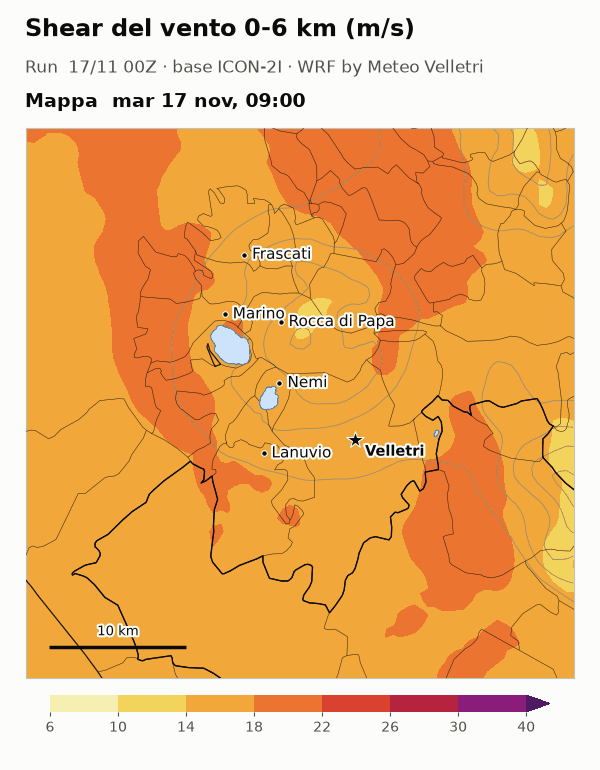 Shear del vento 0-6 km (m/s)
Run  17/11 00Z · base ICON-2I · WRF by Meteo Velletri
Mappa  mar 17 nov, 09:00
Frascati
Marino
Rocca di Papa
Nemi
Velletri
Lanuvio
10 km
6 10 14 18 22 26 30 40